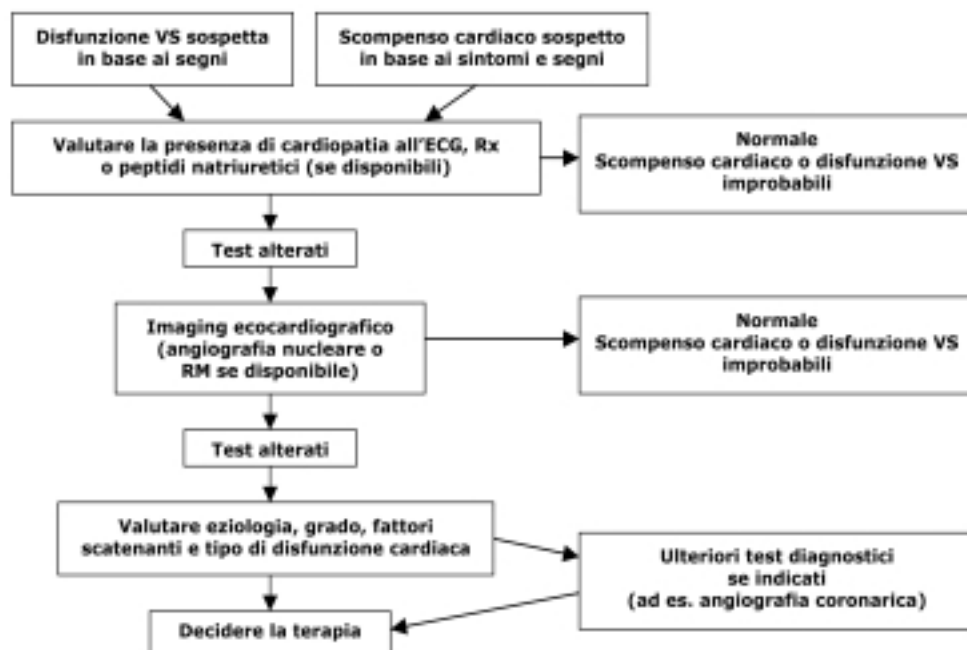 Disfunzione VS sospetta
in base ai segni
Scompenso cardiaco sospetto
in base ai sintomi e segni
Valutare la presenza di cardiopatia all'ECG, Rx
o peptidi natriuretici (se disponibili)
Normale
Scompenso cardiaco o disfunzione VS
improbabili
Test alterati
Imaging ecocardiografico
(angiografia nucleare o
RM se disponibile)
Normale
Scompenso cardiaco o disfunzione VS
improbabili
Test alterati
Valutare eziologia, grado, fattori
scatenanti e tipo di disfunzione cardiaca
Ulteriori test diagnostici
se indicati
(ad es. angiografia coronarica)
Decidere la terapia